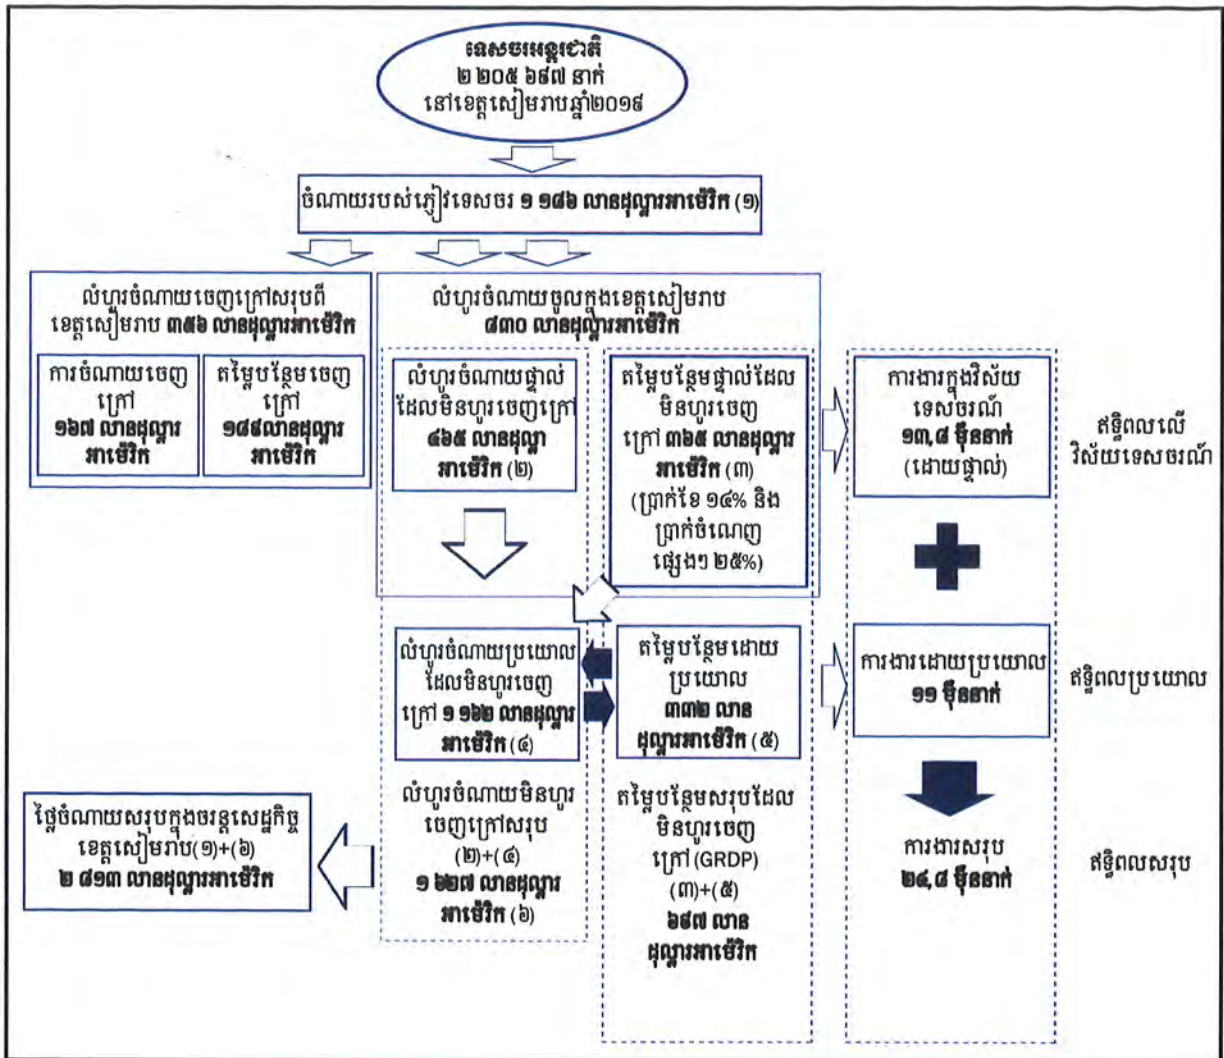 ទេសចរអន្តរជាតិ
២ ២០៥ ៦៩៧ នាក់
នៅខេត្តសៀមរាបឆ្នាំ២០១៩
ចំណាយរបស់ភ្ញៀវទេសចរ ១ ១៨៦ លានដុល្លារអាម៉េរិក (១)
លំហូរចំណាយចេញក្រៅសរុបពី
ខេត្តសៀមរាប ៣៥៦ លានដុល្លារអាម៉េរិក
ការចំណាយចេញ
ក្រៅ
១៦៧ លានដុល្លារ
អាម៉េរិក
តម្លៃបន្ថែមចេញ
ក្រៅ
១៨៩លានដុល្លារ
អាម៉េរិក
លំហូរចំណាយចូលក្នុងខេត្តសៀមរាប
៨៣០ លានដុល្លារអាម៉េរិក
លំហូរចំណាយផ្ទាល់
ដែលមិនហូរចេញក្រៅ
៤៦៥ លានដុល្លា
អាម៉េរិក (២)
តម្លៃបន្ថែមផ្ទាល់ដែល
មិនហូរចេញ
ក្រៅ ៣៦៥ លានដុល្លារ
អាម៉េរិក (៣)
(ប្រាក់ខែ ១៤% និង
ប្រាក់ចំណេញ
ផ្សេងៗ ២៥%)
ការងារក្នុងវិស័យ
ទេសចរណ៍
១៣,៨ ម៉ឺននាក់
(ដោយផ្ទាល់)
ឥទ្ធិពលលើ
វិស័យទេសចរណ៍
លំហូរចំណាយប្រយោល
ដែលមិនហូរចេញ
ក្រៅ ១ ១៦២ លានដុល្លារ
អាម៉េរិក (៤)
តម្លៃបន្ថែមដោយ
ប្រយោល
៣៣២ លាន
ដុល្លារអាម៉េរិក (៥)
ការងារដោយប្រយោល
១១ ម៉ឺននាក់
ឥទ្ធិពលប្រយោល
ថ្លៃចំណាយសរុបក្នុងចរន្តសេដ្ឋកិច្ច
ខេត្តសៀមរាប(១)+(៦)
២ ៨១៣ លានដុល្លារអាម៉េរិក
លំហូរចំណាយមិនហូរ
ចេញក្រៅសរុប
(២)+(៤)
១ ៦២៧ លានដុល្លារ
អាម៉េរិក (៦)
តម្លៃបន្ថែមសរុបដែល
មិនហូរចេញ
ក្រៅ(GRDP)
(៣)+(៥)
៦៩៧ លាន
ដុល្លារអាម៉េរិក
ការងារសរុប
២៤,៨ ម៉ឺននាក់
ឥទ្ធិពលសរុប